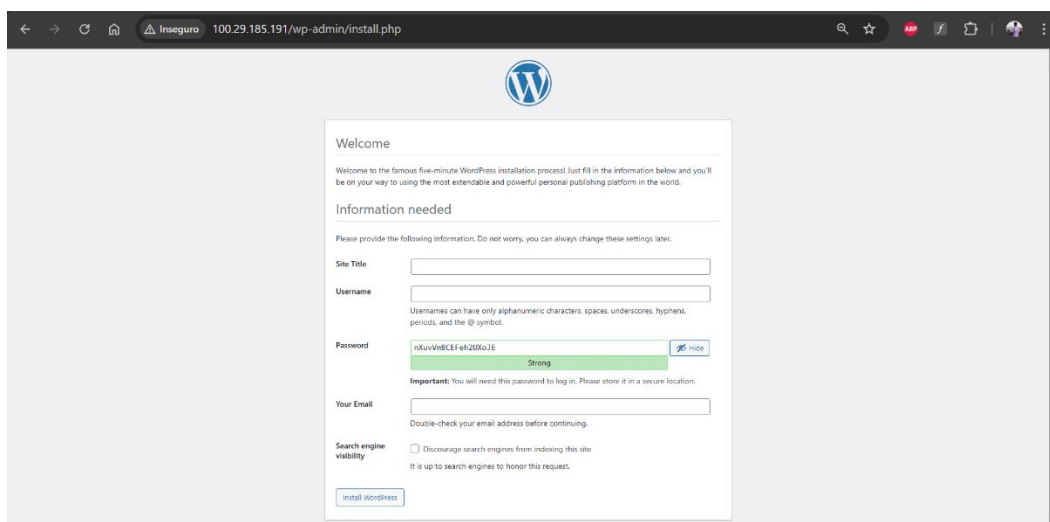 Inseguro 100.29.185.191/wp-admin/install.php
ABP
W
Welcome
Welcome to the famous five-minute WordPress installation process! Just fill in the information below and you'll
be on your way to using the most extendable and powerful personal publishing platform in the world.
Information needed
Please provide the following information. Do not worry, you can always change these settings later.
Site Title
Username
Usernames can have only alphanumeric characters, spaces, underscores, hyphens,
periods, and the @ symbol.
Password
Hide
Strong
Important: You will need this password to log in. Please store it in a secure location.
Your Email
Double-check your email address before continuing.
Search engine
visibility
Discourage search engines from indexing this site
It is up to search engines to honor this request.
Install WordPress